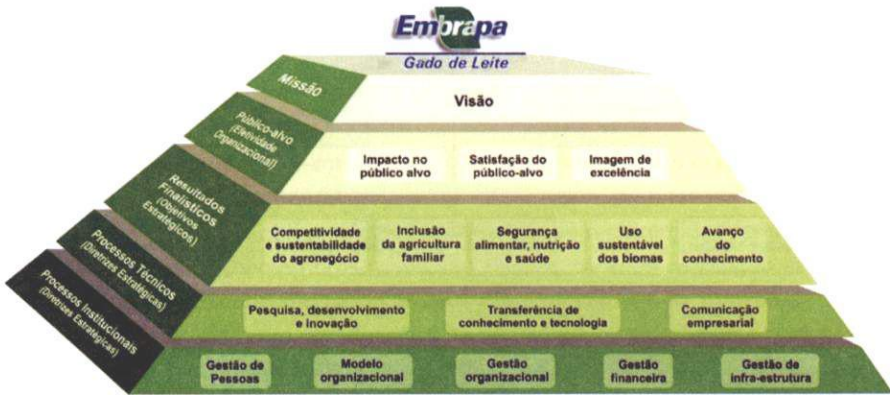 Embrapa
Gado de Leite
Missão
Visão
Público-alvo
(Efetividade
Organizacional)
Impacto no
público alvo
Satisfação do
público-alvo
Imagem de
excelência
Resultados
Finalísticos
(Objetivos
Estratégicos)
Competitividade
e sustentabilidade
do agronegócio
Inclusão
da agricultura
familiar
Segurança
alimentar, nutrição
e saúde
Uso
sustentável
dos biomas
Avanço
do
conhecimento
Processos Técnicos
(Diretrizes Estratégicas)
Pesquisa, desenvolvimento
e inovação
Transferência de
conhecimento e tecnologia
Comunicação
empresarial
Processos Institucionais
(Diretrizes Estratégicas)
Gestão de
Pessoas
Modelo
organizacional
Gestão
organizacional
Gestão
financeira
Gestão de
infra-estrutura